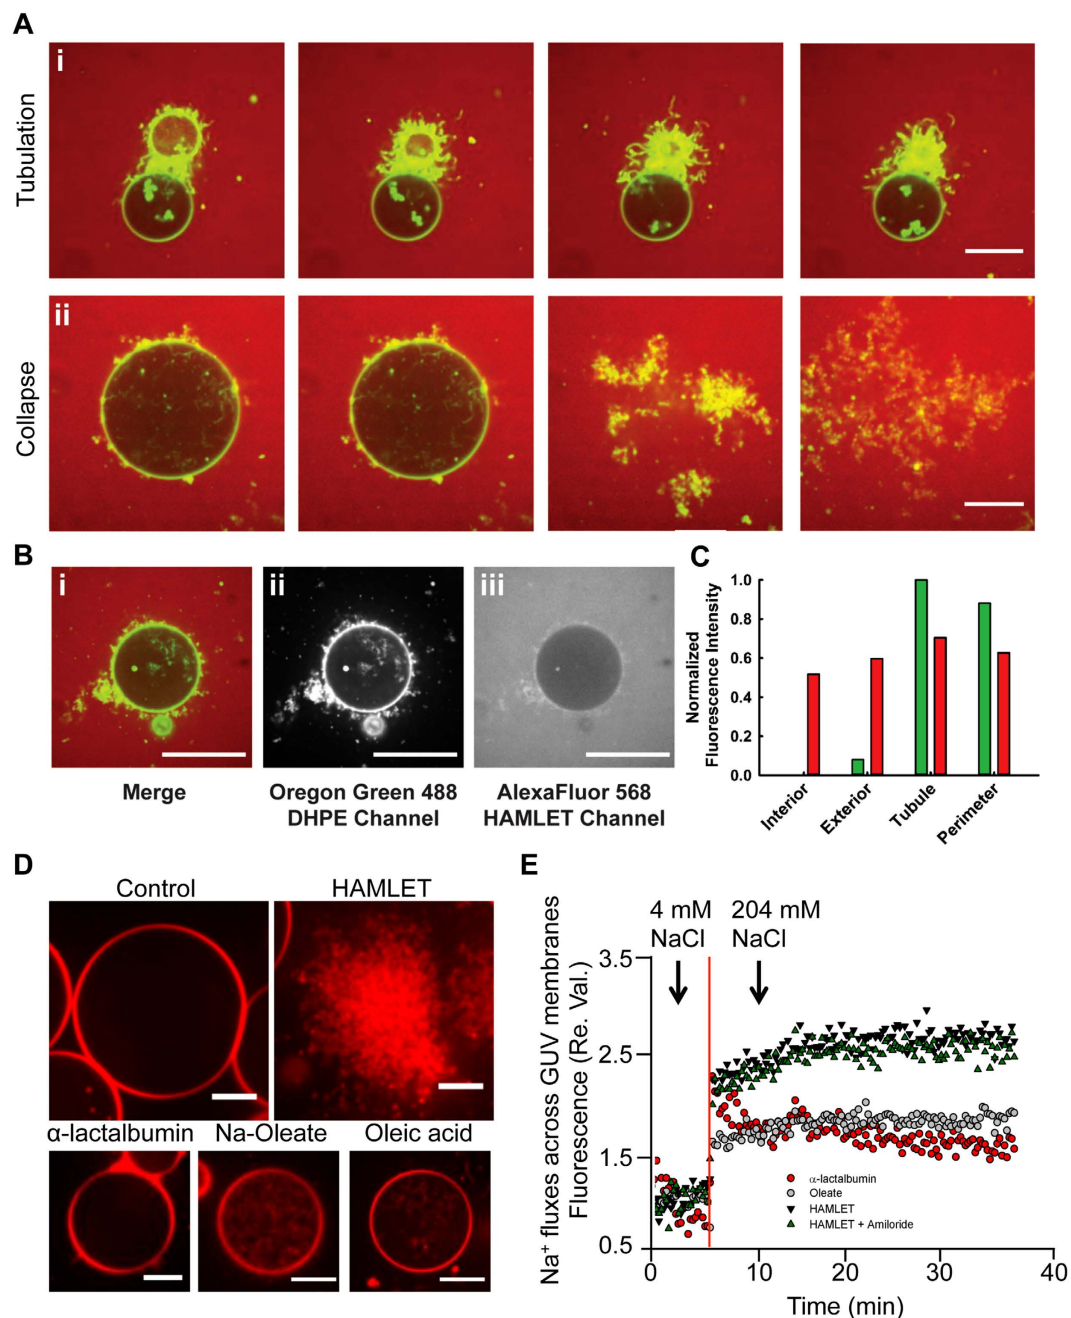 A
i
Tubulation
ii
Collapse
B
i
ii
iii
Merge
Oregon Green 488
DHPE Channel
AlexaFluor 568
HAMLET Channel
C
Normalized
Fluorescence Intensity
1.0
0.8
0.6
0.4
0.2
0.0
Interior
Exterior
Tubule
Perimeter
D
Control
HAMLET
α-lactalbumin
Na-Oleate
Oleic acid
E
4 mM
NaCl
204 mM
NaCl
Na⁺ fluxes across GUV membranes
Fluorescence (Re. Val.)
3.5
2.5
1.5
0.5
α-lactalbumin
Oleate
HAMLET
HAMLET + Amiloride
0
10
20
30
40
Time (min)